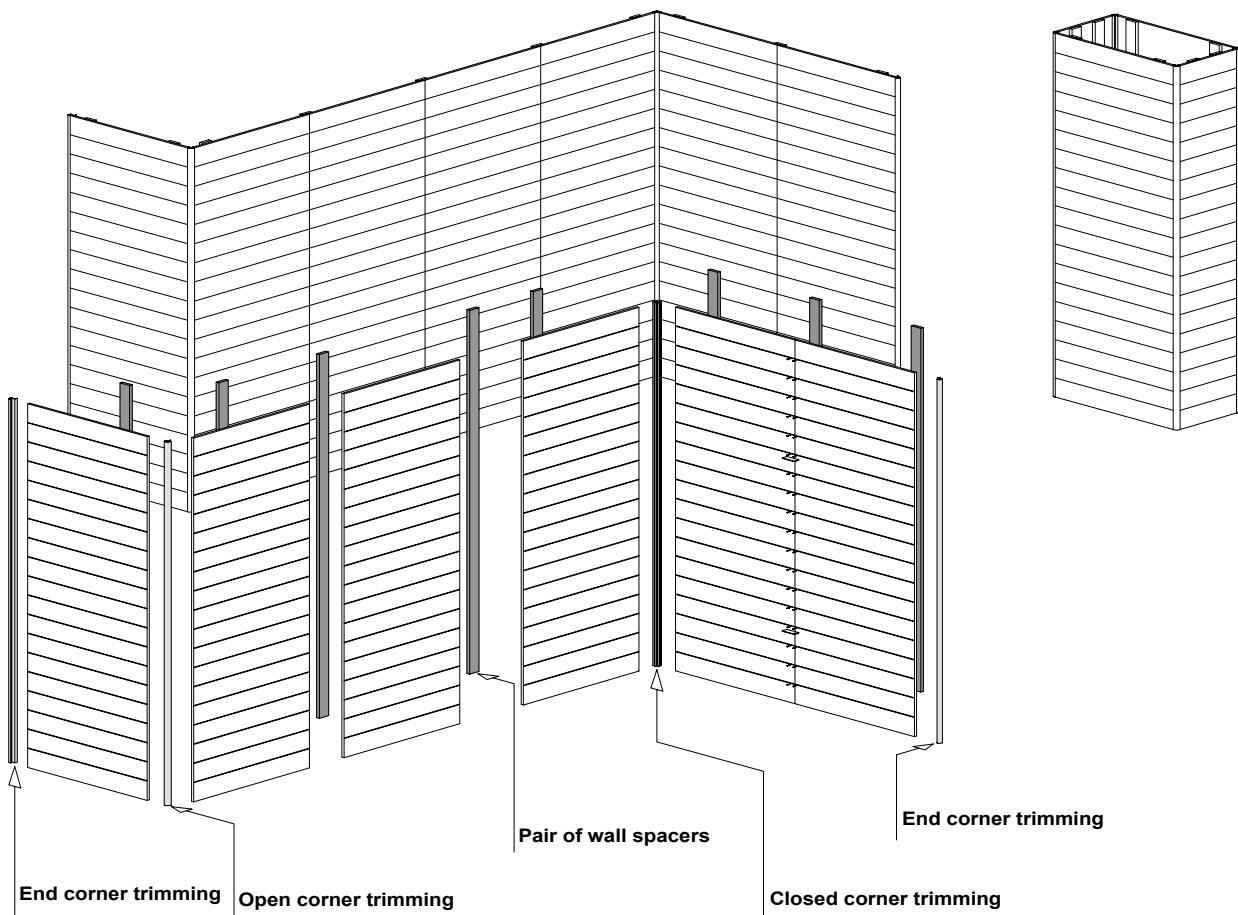 End corner trimming
Pair of wall spacers
End corner trimming
Open corner trimming
Closed corner trimming